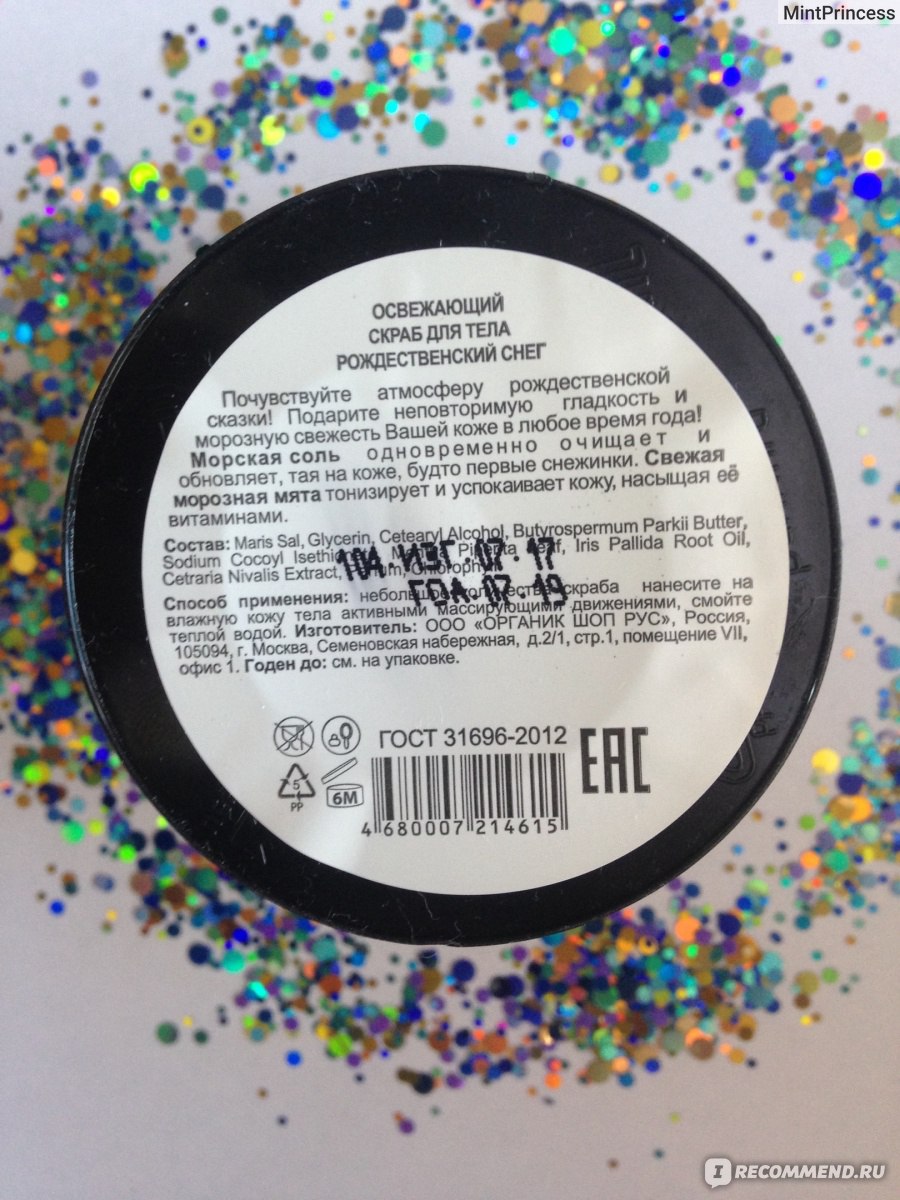 MintPrincess
ОСВЕЖАЮЩИЙ
СКРАБ ДЛЯ ТЕЛА
РОЖДЕСТВЕНСКИЙ СНЕГ
Почувствуйте атмосферу рождественской
сказки! Подарите неповторимую гладкость и
морозную свежесть Вашей коже в любое время года!
Морская соль одновременно очищает и
обновляет, тая на коже, будто первые снежинки. Свежая
морозная мята тонизирует и успокаивает кожу, насыщая её
витаминами.
Состав: Maris Sal, Glycerin, Cetearyl Alcohol, Butyrospermum Parkii Butter,
Sodium Cocoyl Iris Pallida Root Oil,
Cetraria Nivalis Extract,
104 ИЗГ.07.17
ГОД.07.19
Способ применения: небольшое количество скраба нанесите на
влажную кожу тела активными массирующими движениями, смойте
теплой водой. Изготовитель: ООО «ОРГАНИК ШОП РУС», Россия,
105094, г. Москва, Семеновская набережная, д.2/1, стр.1, помещение VII,
офис 1. Годен до: см. на упаковке.
ГОСТ 31696-2012
EAC
5
PP
6M
4 680007 214615
IRECOMMEND.RU